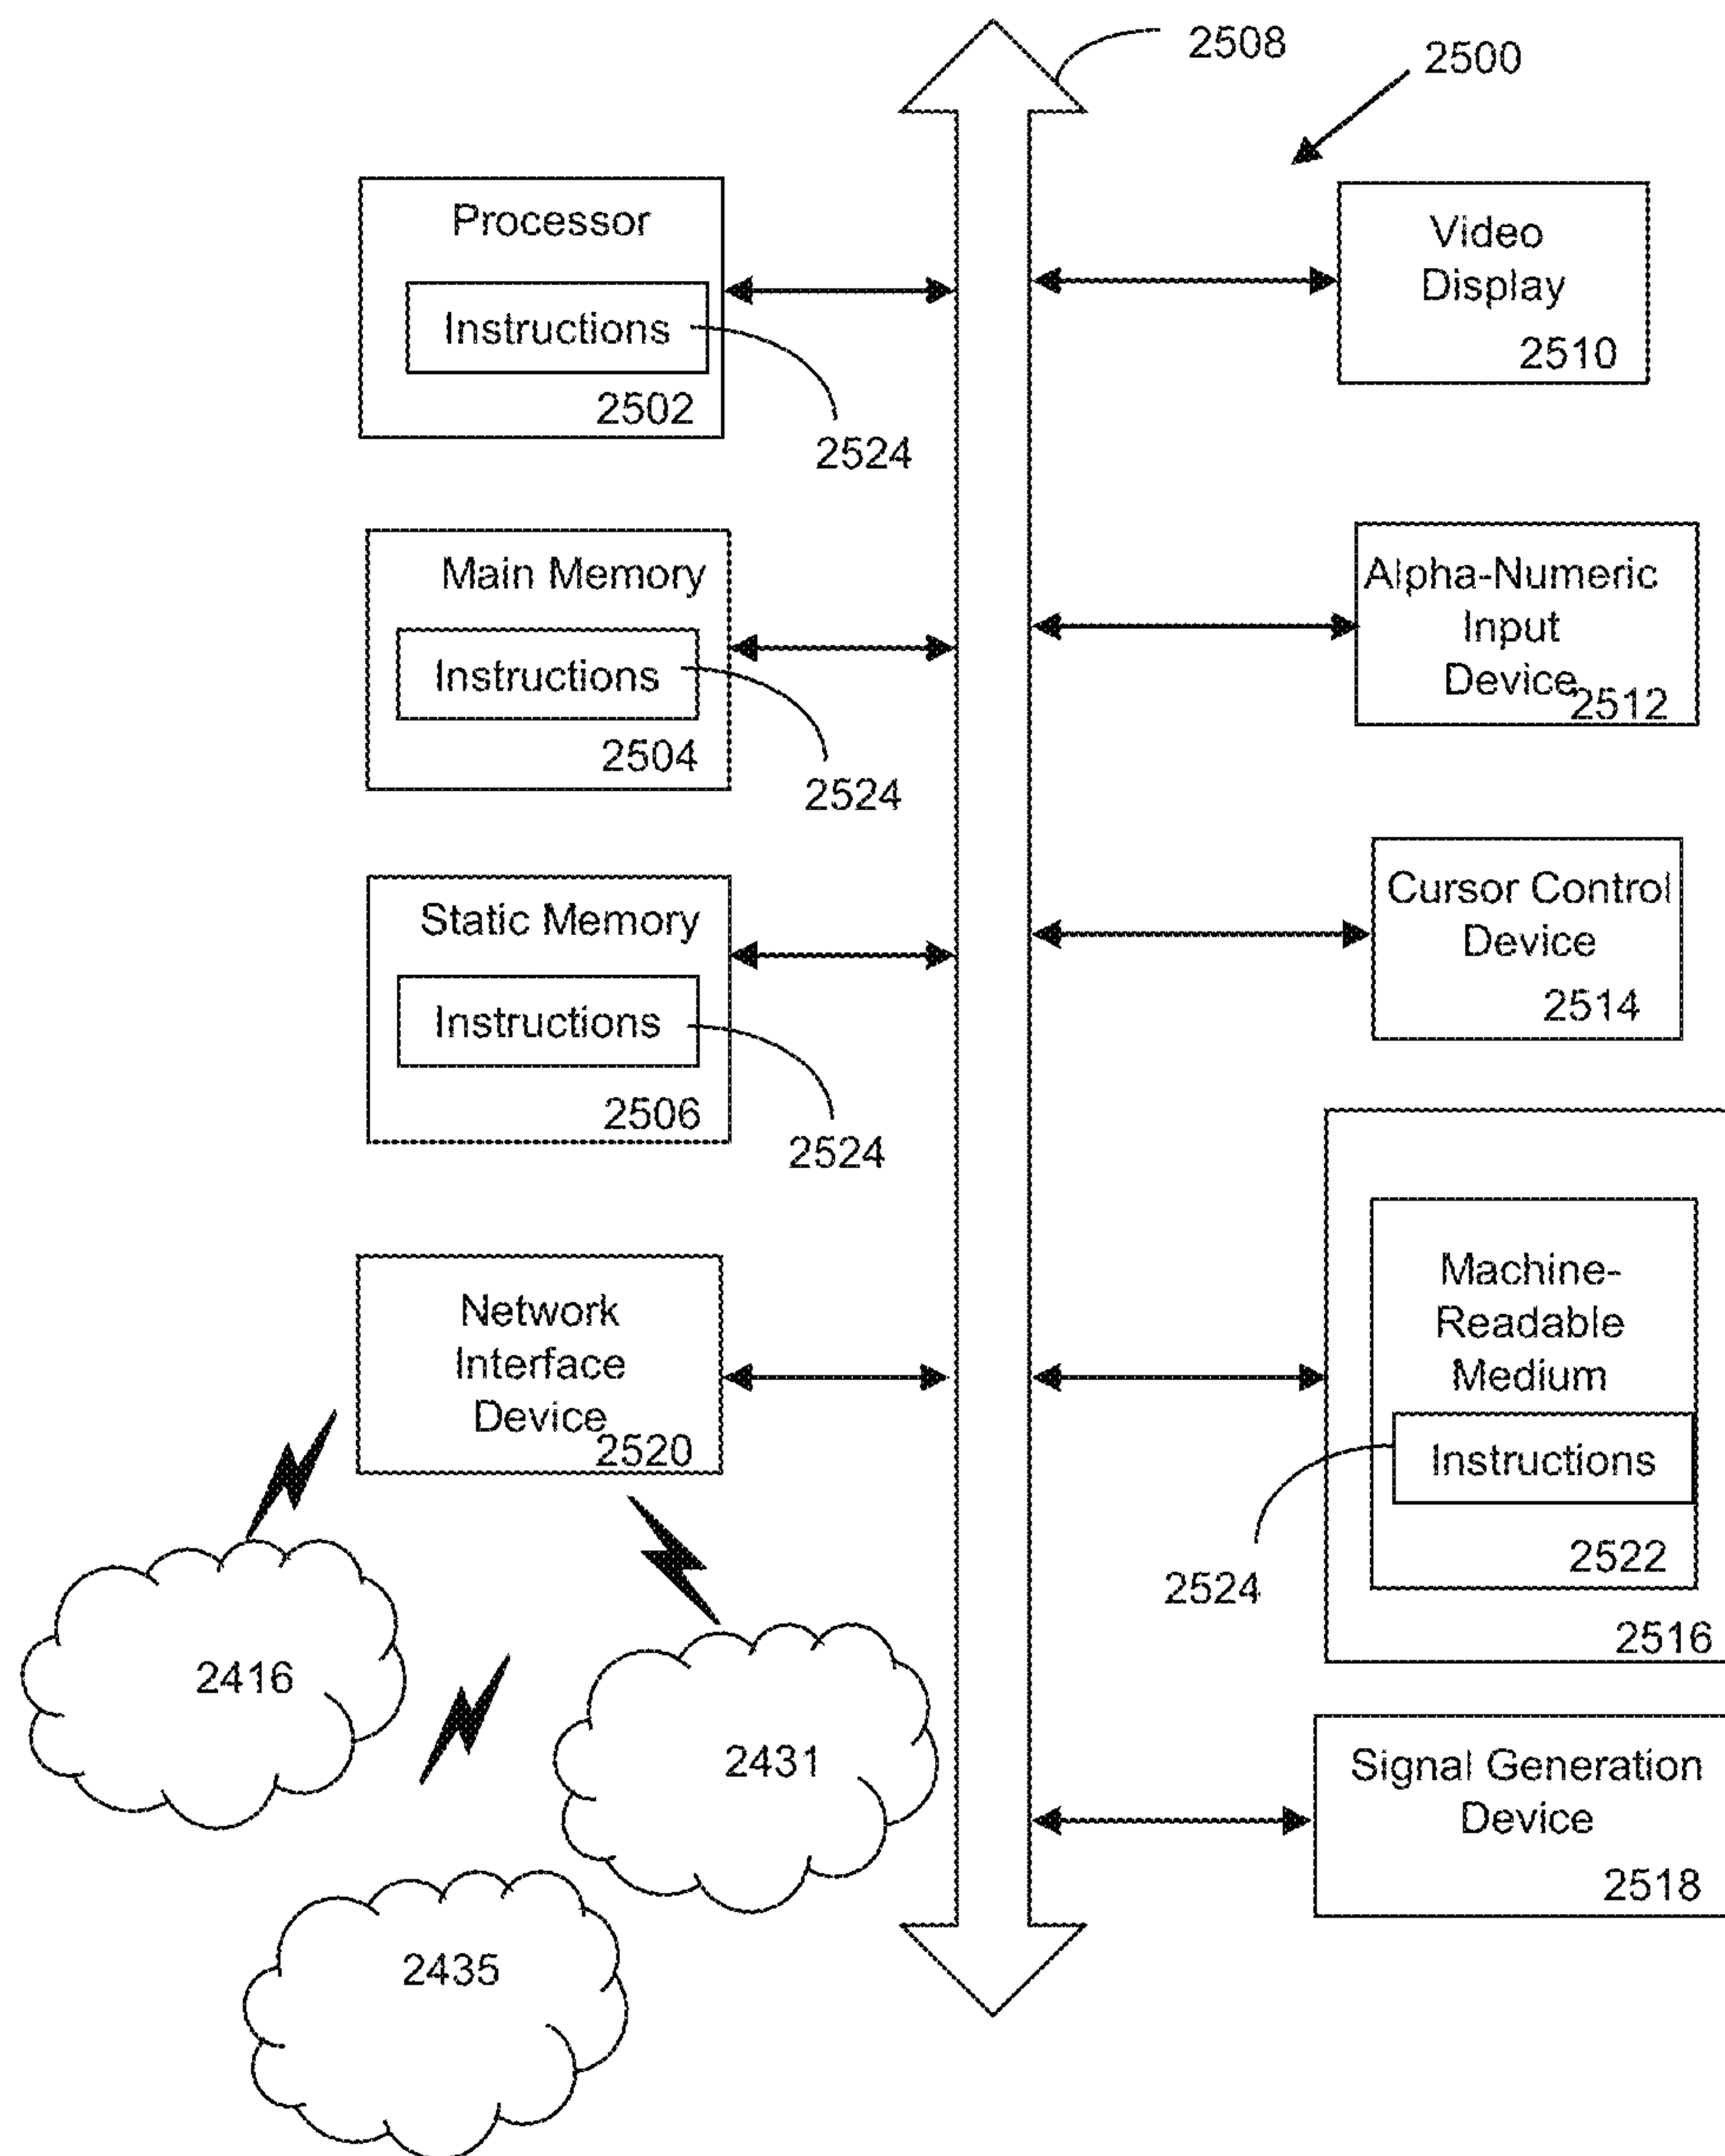 2508
2500
Processor
Instructions
2502
2524
Video
Display
2510
Main Memory
Instructions
2504
2524
Alpha-Numeric
Input
Device
2512
Static Memory
Instructions
2506
2524
Cursor Control
Device
2514
Network
Interface
Device
2520
Machine-
Readable
Medium
Instructions
2522
2524
2516
2416
2431
2435
Signal Generation
Device
2518